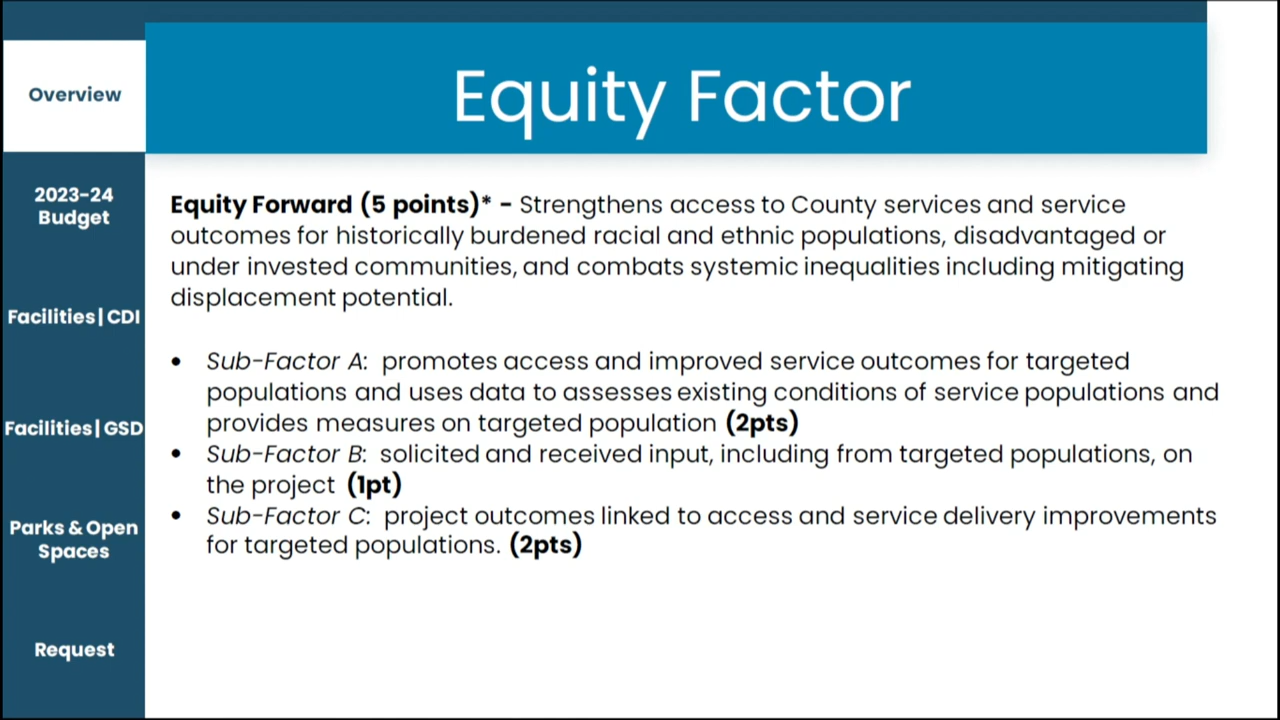 Equity Factor
Overview
2023-24
Budget
Facilities|CDI
Facilities|GSD
Parks & Open
Spaces
Request
Equity Forward (5 points)* - Strengthens access to County services and service
outcomes for historically burdened racial and ethnic populations, disadvantaged or
under invested communities, and combats systemic inequalities including mitigating
displacement potential.
• Sub-Factor A: promotes access and improved service outcomes for targeted
populations and uses data to assesses existing conditions of service populations and
provides measures on targeted population (2pts)
• Sub-Factor B: solicited and received input, including from targeted populations, on
the project (1pt)
• Sub-Factor C: project outcomes linked to access and service delivery improvements
for targeted populations. (2pts)